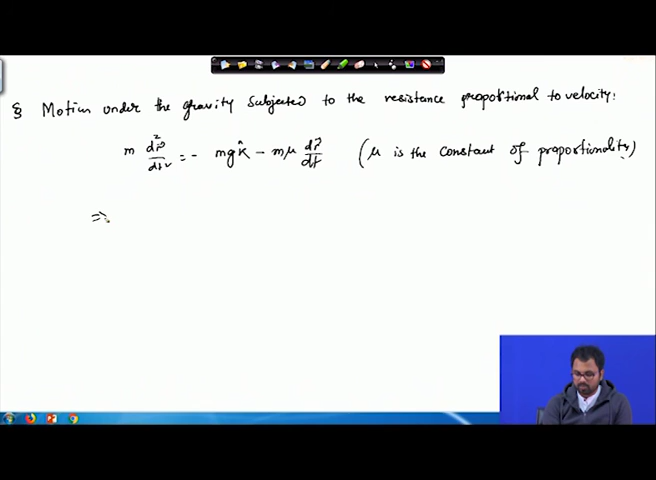 § Motion under the gravity subjected to the resistance proportional to velocity:
m d²r⃗/dt² = - mgk̂ - mμ dr⃗/dt (μ is the constant of proportionality)
⇒